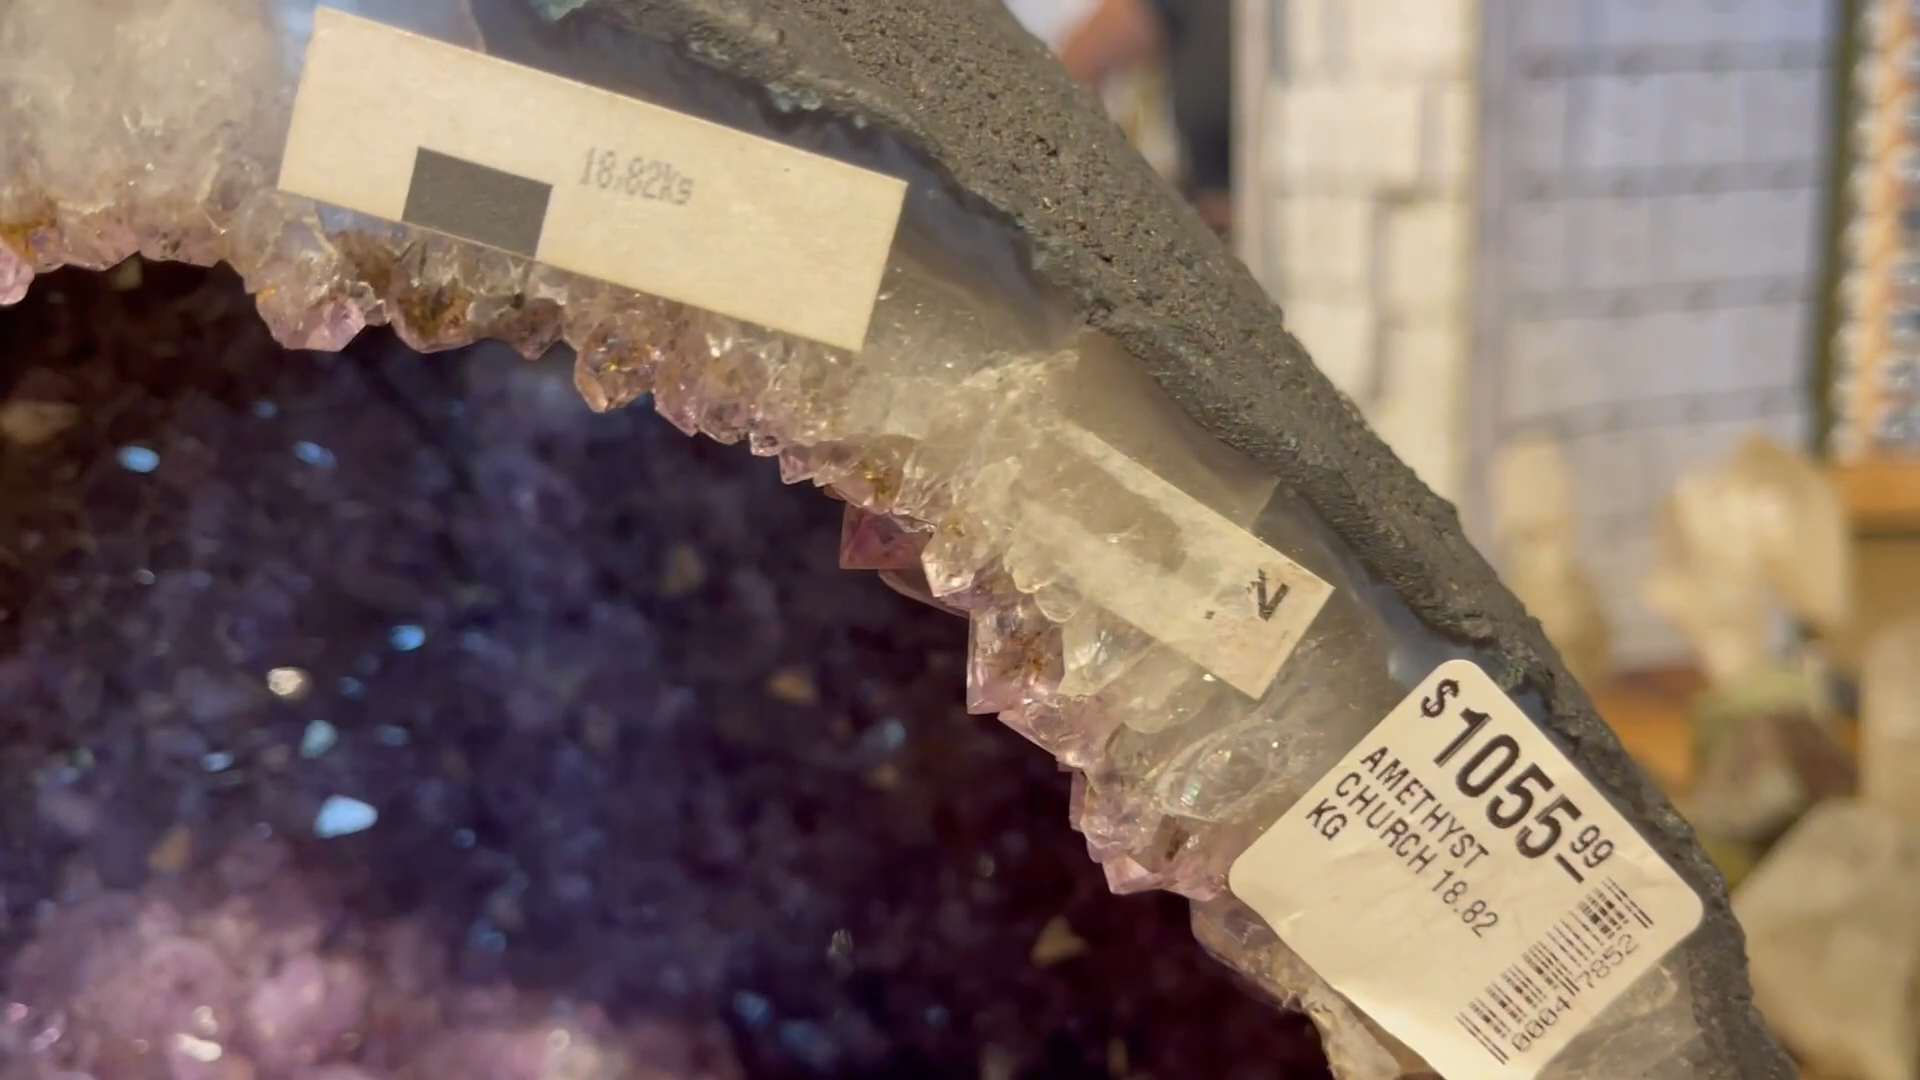 18.82Kg
$1055.99
AMETHYST
CHURCH 18.82
KG
0004 7852